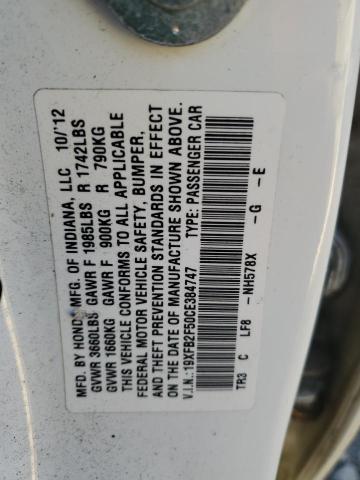 MFD. BY HONDA MFG. OF INDIANA, LLC 10/'12
GVWR 3660LBS GAWR F 1985LBS R 1742LBS
GVWR 1660KG GAWR F 900KG R 790KG
THIS VEHICLE CONFORMS TO ALL APPLICABLE
FEDERAL MOTOR VEHICLE SAFETY, BUMPER,
AND THEFT PREVENTION STANDARDS IN EFFECT
ON THE DATE OF MANUFACTURE SHOWN ABOVE.
V.I.N.: 19XFB2F50CE384747 TYPE: PASSENGER CAR
TR3 C LF8 - NH578X - G - E